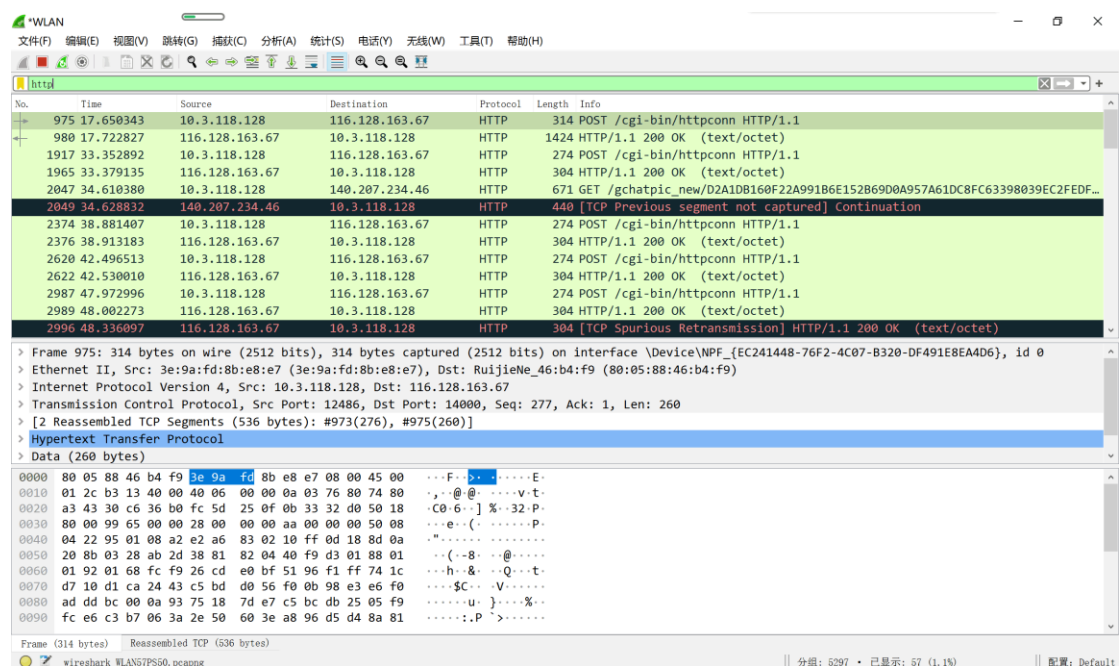 *WLAN
文件(F) 编辑(E) 视图(V) 跳转(G) 捕获(C) 分析(A) 统计(S) 电话(Y) 无线(W) 工具(T) 帮助(H)
http
No. Time Source Destination Protocol Length Info
975 17.650343 10.3.118.128 116.128.163.67 HTTP 314 POST /cgi-bin/httpconn HTTP/1.1
980 17.722827 116.128.163.67 10.3.118.128 HTTP 1424 HTTP/1.1 200 OK (text/octet)
1917 33.352892 10.3.118.128 116.128.163.67 HTTP 274 POST /cgi-bin/httpconn HTTP/1.1
1965 33.379135 116.128.163.67 10.3.118.128 HTTP 304 HTTP/1.1 200 OK (text/octet)
2047 34.610380 10.3.118.128 140.207.234.46 HTTP 671 GET /gchatpic_new/D2A1DB160F22A991B6E152B69D0A957A61DC8FC63398039EC2FEDF…
2049 34.628832 140.207.234.46 10.3.118.128 HTTP 440 [TCP Previous segment not captured] Continuation
2374 38.881407 10.3.118.128 116.128.163.67 HTTP 274 POST /cgi-bin/httpconn HTTP/1.1
2376 38.913183 116.128.163.67 10.3.118.128 HTTP 304 HTTP/1.1 200 OK (text/octet)
2620 42.496513 10.3.118.128 116.128.163.67 HTTP 274 POST /cgi-bin/httpconn HTTP/1.1
2622 42.530010 116.128.163.67 10.3.118.128 HTTP 304 HTTP/1.1 200 OK (text/octet)
2987 47.972996 10.3.118.128 116.128.163.67 HTTP 274 POST /cgi-bin/httpconn HTTP/1.1
2989 48.002273 116.128.163.67 10.3.118.128 HTTP 304 HTTP/1.1 200 OK (text/octet)
2996 48.336097 116.128.163.67 10.3.118.128 HTTP 304 [TCP Spurious Retransmission] HTTP/1.1 200 OK (text/octet)
> Frame 975: 314 bytes on wire (2512 bits), 314 bytes captured (2512 bits) on interface \Device\NPF_{EC241448-76F2-4C07-B320-DF491E8EA4D6}, id 0
> Ethernet II, Src: 3e:9a:fd:8b:e8:e7 (3e:9a:fd:8b:e8:e7), Dst: RuijieNe_46:b4:f9 (80:05:88:46:b4:f9)
> Internet Protocol Version 4, Src: 10.3.118.128, Dst: 116.128.163.67
> Transmission Control Protocol, Src Port: 12486, Dst Port: 14000, Seq: 277, Ack: 1, Len: 260
> [2 Reassembled TCP Segments (536 bytes): #973(276), #975(260)]
> Hypertext Transfer Protocol
> Data (260 bytes)
0000 80 05 88 46 b4 f9 3e 9a fd 8b e8 e7 08 00 45 00 ···F··>· ······E·
0010 01 2c b3 13 40 00 40 06 00 00 0a 03 76 80 74 80 ·,··@·@· ····v·t·
0020 a3 43 30 c6 36 b0 fc 5d 25 0f 0b 33 32 d0 50 18 ·C0·6··] %··32·P·
0030 80 00 99 65 00 00 28 00 00 00 aa 00 00 00 50 08 ···e··(· ······P·
0040 04 22 95 01 08 a2 e2 a6 83 02 10 ff 0d 18 8d 0a ·"······ ········
0050 20 8b 03 28 ab 2d 38 81 82 04 40 f9 d3 01 88 01 ··(·-8· ··@·····
0060 01 92 01 68 fc f9 26 cd e0 bf 51 96 f1 ff 74 1c ···h··&· ··Q···t·
0070 d7 10 d1 ca 24 43 c5 bd d0 56 f0 0b 98 e3 e6 f0 ····$C·· ·V······
0080 ad dd bc 00 0a 93 75 18 7d e7 c5 bc db 25 05 f9 ······u· }····%··
0090 fc e6 c3 b7 06 3a 2e 50 60 3e a8 96 d5 d4 8a 81 ·····:.P `>······
Frame (314 bytes) Reassembled TCP (536 bytes)
wireshark_WLAN57PS50.pcapng 分组: 5297 · 已显示: 57 (1.1%) 配置: Default